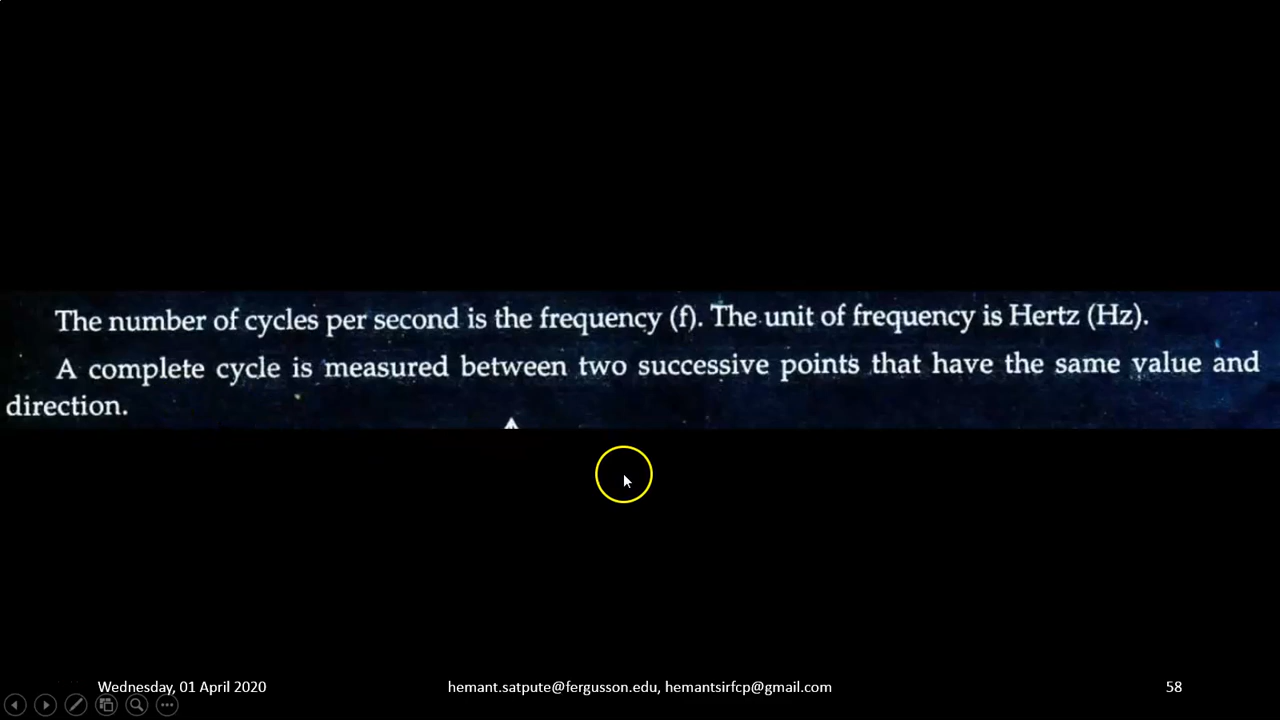 The number of cycles per second is the frequency (f). The unit of frequency is Hertz (Hz).
A complete cycle is measured between two successive points that have the same value and
direction.
Wednesday, 01 April 2020
hemant.satpute@fergusson.edu, hemantsirfcp@gmail.com
58